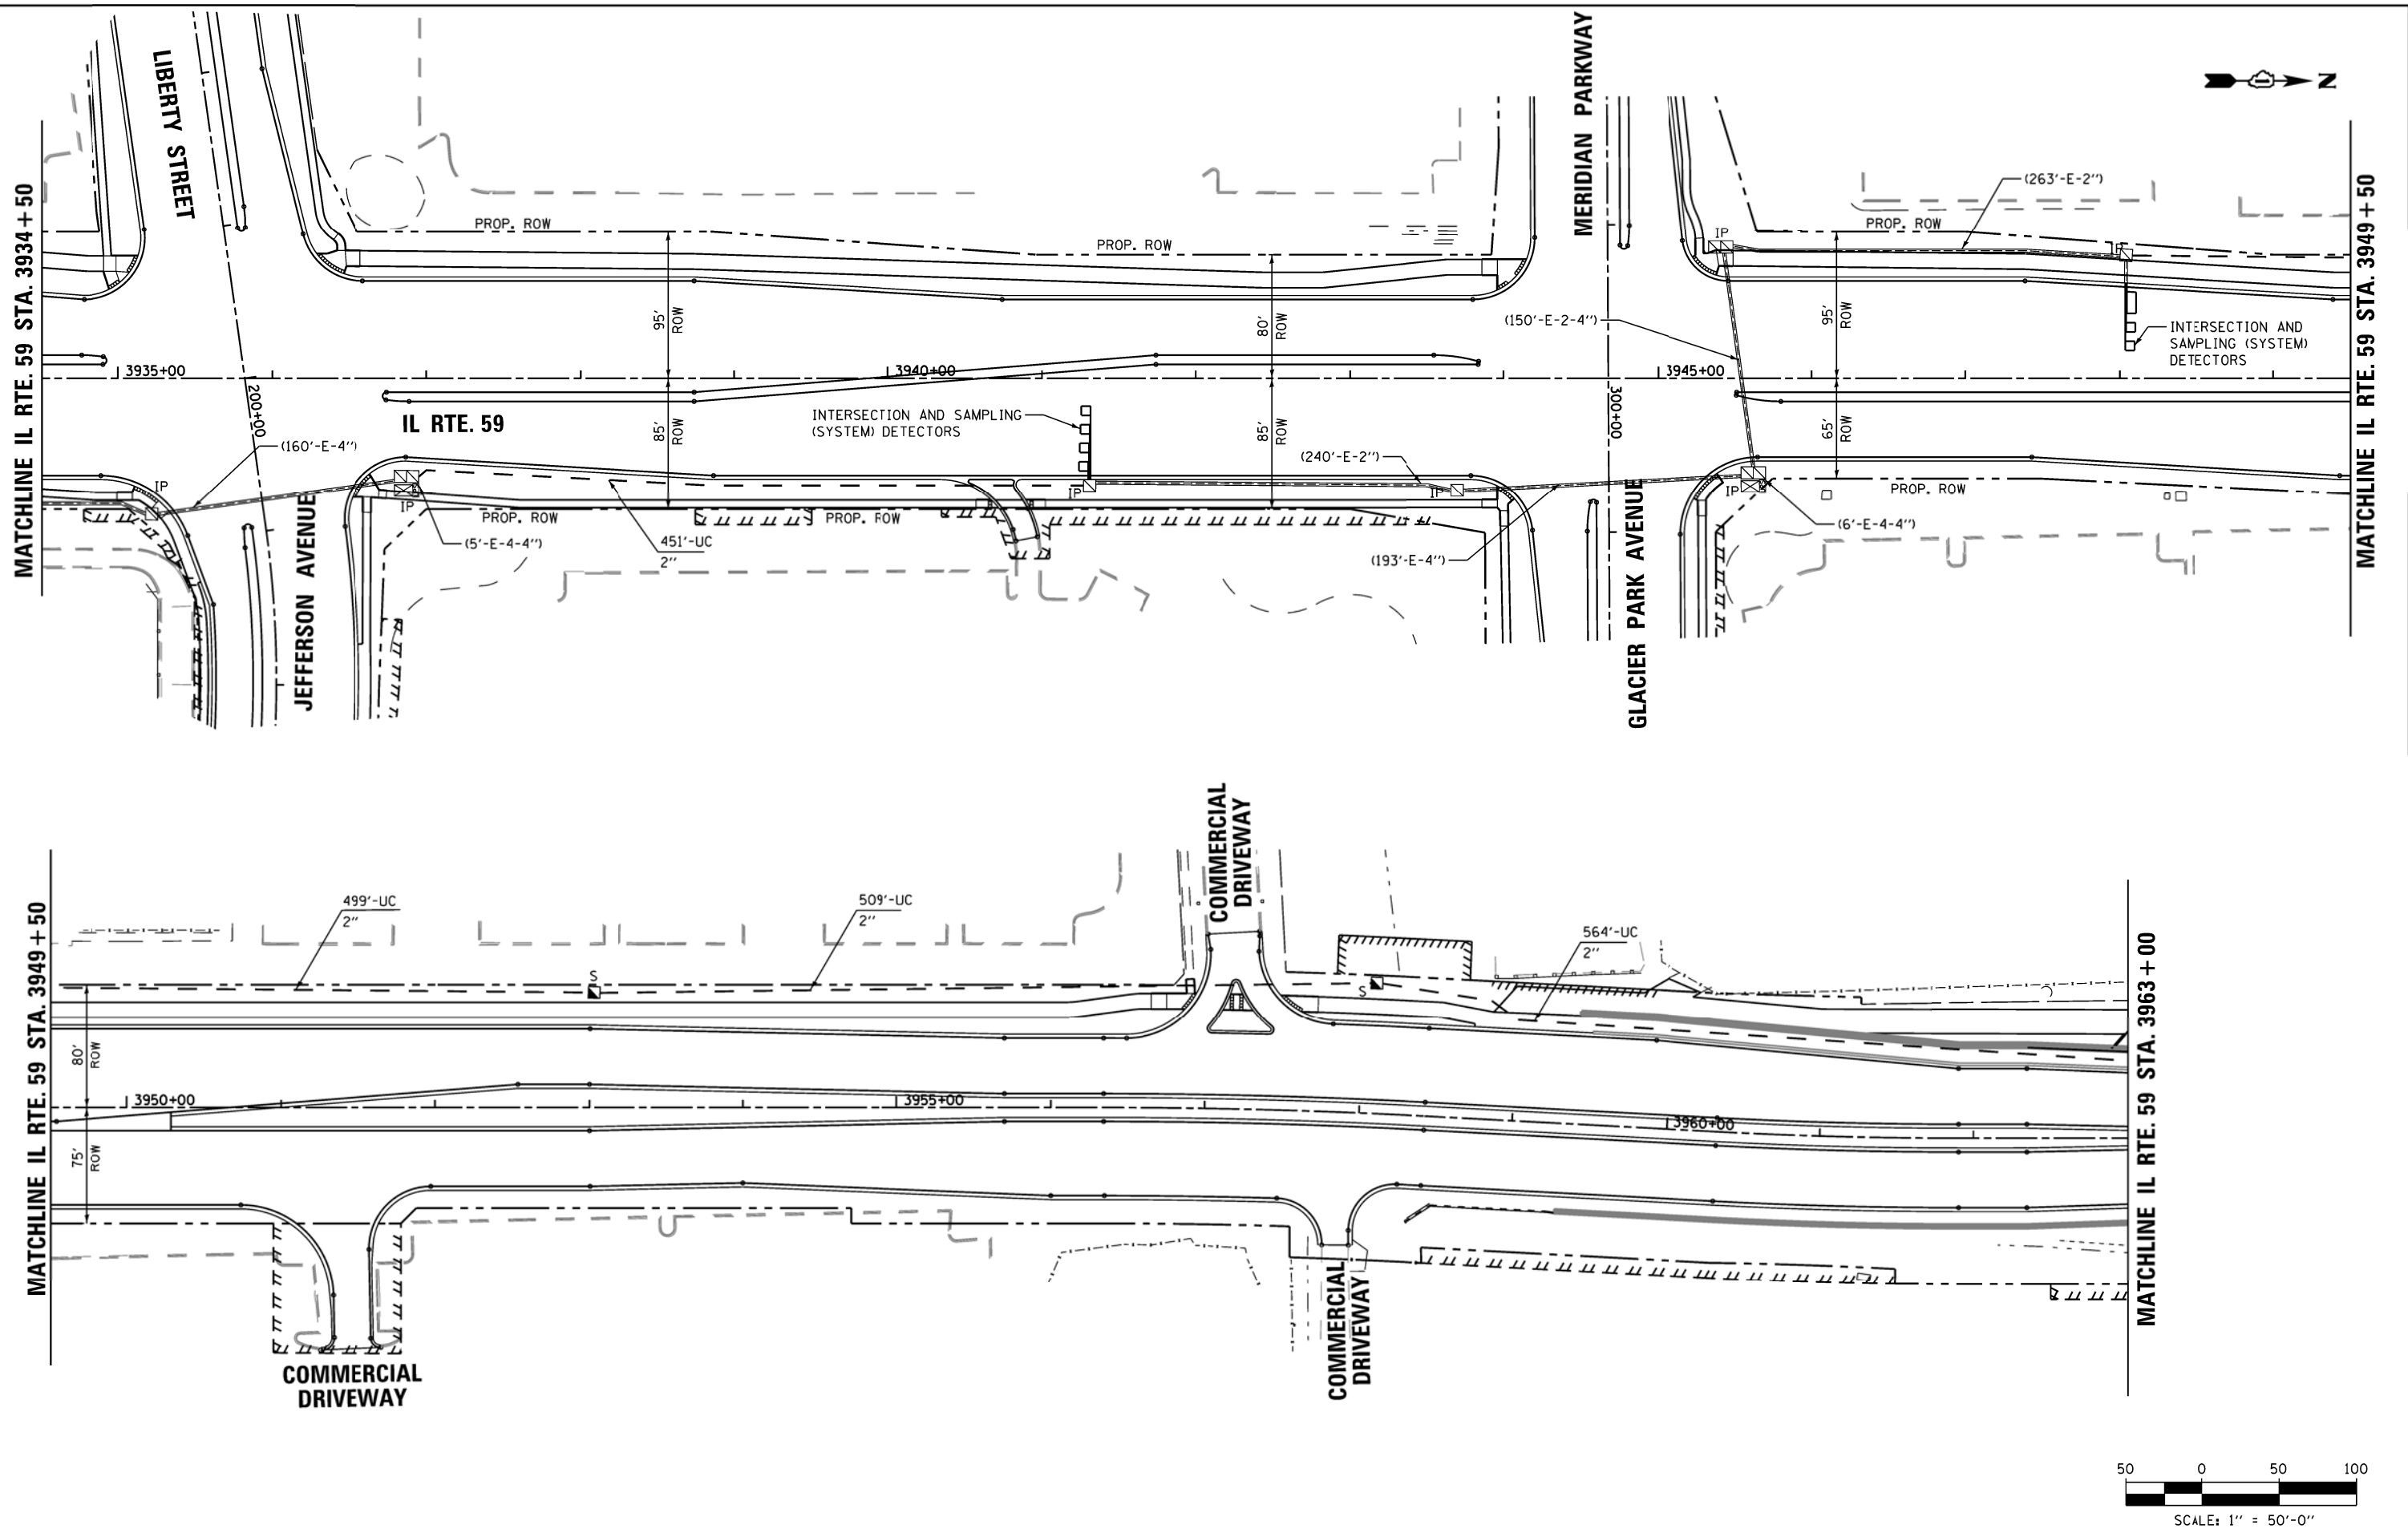 MATCHLINE IL RTE. 59 STA. 3934+50
LIBERTY STREET
PROP. ROW
PROP. ROW
MERIDIAN PARKWAY
N
IP
PROP. ROW
(263'-E-2")
IP
95'
ROW
80'
ROW
(150'-E-2-4")
95'
ROW
INTERSECTION AND
SAMPLING (SYSTEM)
DETECTORS
MATCHLINE IL RTE. 59 STA. 3949+50
3935+00
3940+00
3945+00
200+00
300+00
IL RTE. 59
INTERSECTION AND SAMPLING
(SYSTEM) DETECTORS
85'
ROW
85'
ROW
65'
ROW
(160'-E-4")
(240'-E-2")
IP
IP
IP
IP
IP
PROP. ROW
PROP. ROW
PROP. ROW
(5'-E-4-4")
451'-UC
2"
(193'-E-4")
(6'-E-4-4")
JEFFERSON AVENUE
GLACIER PARK AVENUE
MATCHLINE IL RTE. 59 STA. 3949+50
499'-UC
2"
509'-UC
2"
COMMERCIAL
DRIVEWAY
564'-UC
2"
S
S
80'
ROW
3950+00
3955+00
3960+00
75'
ROW
MATCHLINE IL RTE. 59 STA. 3963+00
COMMERCIAL
DRIVEWAY
COMMERCIAL
DRIVEWAY
50 0 50 100
SCALE: 1" = 50'-0"